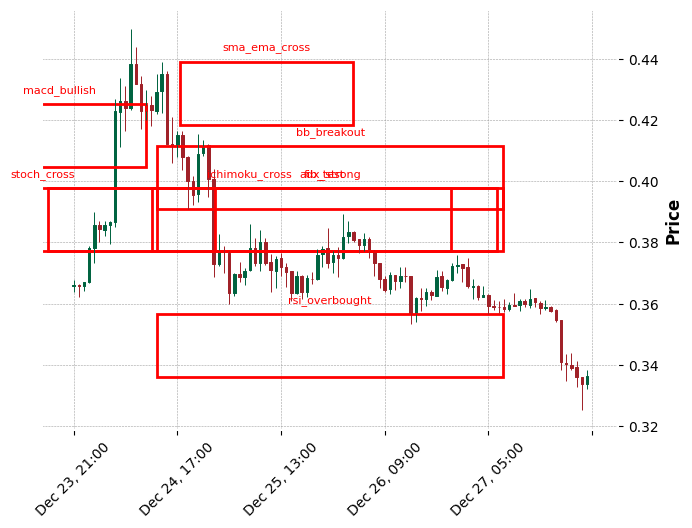 sma_ema_cross
0.44
macd_bullish
0.42
bb_breakout
stoch_cross
0.40
0.38
Price
rsi_overbought
0.36
0.34
0.32
Dec 23, 21:00
Dec 24, 17:00
Dec 25, 13:00
Dec 26, 09:00
Dec 27, 05:00